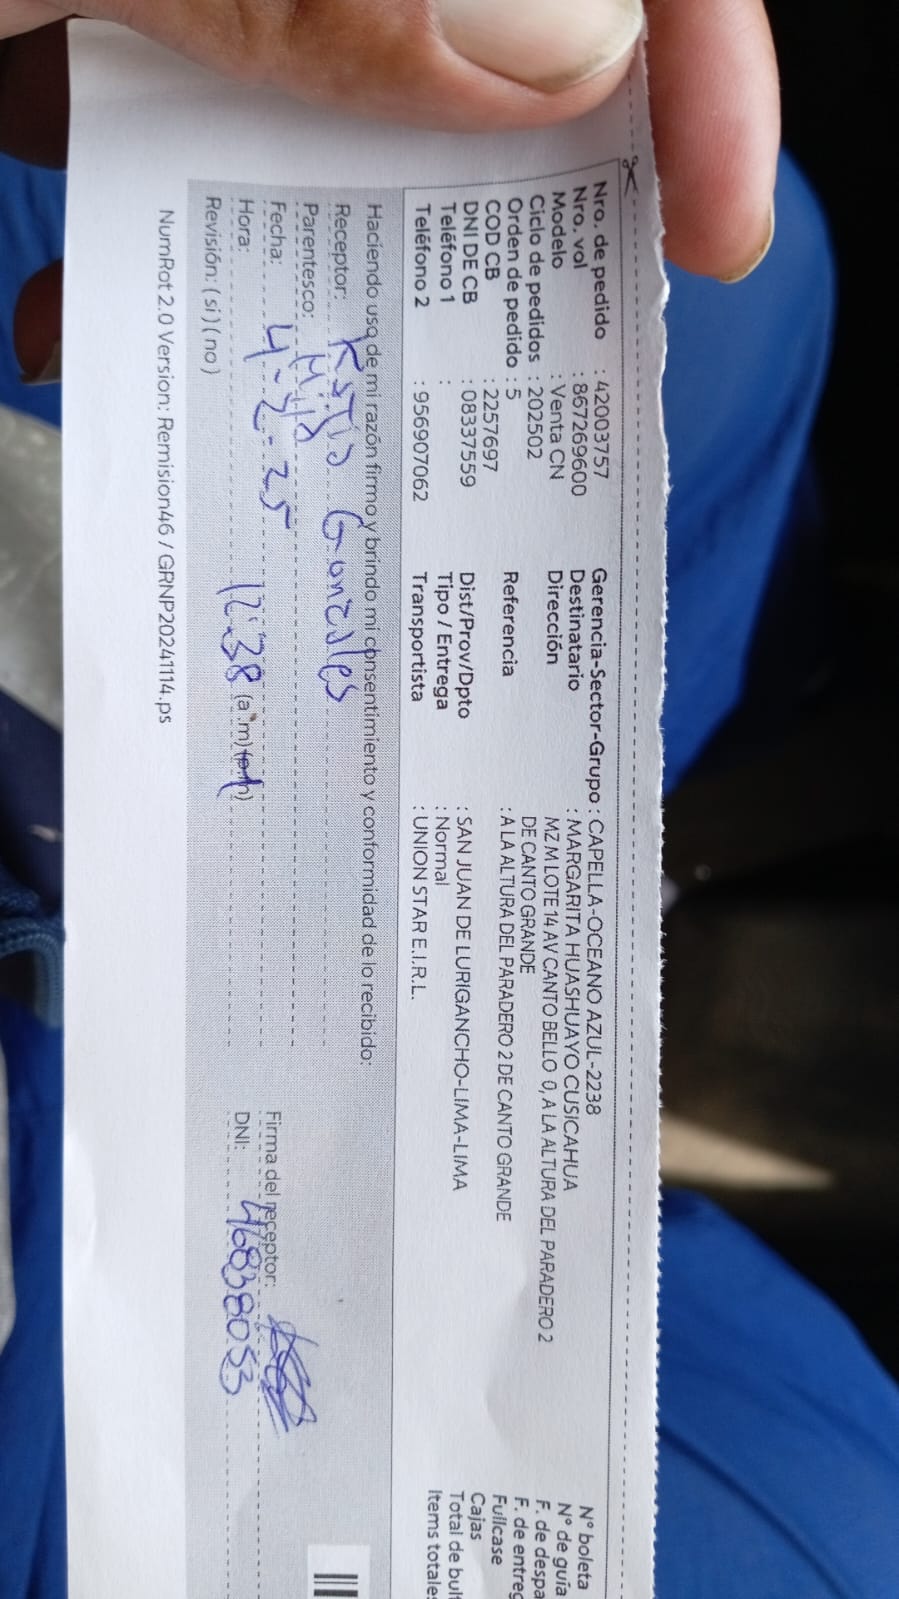 Nro. de pedido : 42003757
Nro. vol : 867269600
Modelo : Venta CN
Ciclo de pedidos : 202502
Orden de pedido : 5
COD CB : 2257697
DNI DE CB : 08337559
Teléfono 1 :
Teléfono 2 : 956907062
Gerencia-Sector-Grupo : CAPELLA-OCEANO AZUL-2238
Destinatario : MARGARITA HUASHUAYO CUSICAHUA
Dirección : MZ M LOTE 14 AV CANTO BELLO 0, A LA ALTURA DEL PARADERO 2
DE CANTO GRANDE
Referencia : A LA ALTURA DEL PARADERO 2 DE CANTO GRANDE
Dist/Prov/Dpto : SAN JUAN DE LURIGANCHO-LIMA-LIMA
Tipo / Entrega : Normal
Transportista : UNION STAR E.I.R.L.
N° boleta
N° de guía
F. de despa
F. de entreg
Fullcase
Cajas
Total de bult
Items totales
Haciendo uso de mi razón firmo y brindo mi consentimiento y conformidad de lo recibido:
Receptor: Gonzales
Parentesco:
Fecha: 4-2-25
Hora: 12:38 (a.m)(p.m)
Revisión: (si) (no)
Firma del receptor:
DNI: 46838053
NumRot 2.0 Version: Remision46 / GRNP20241114.ps